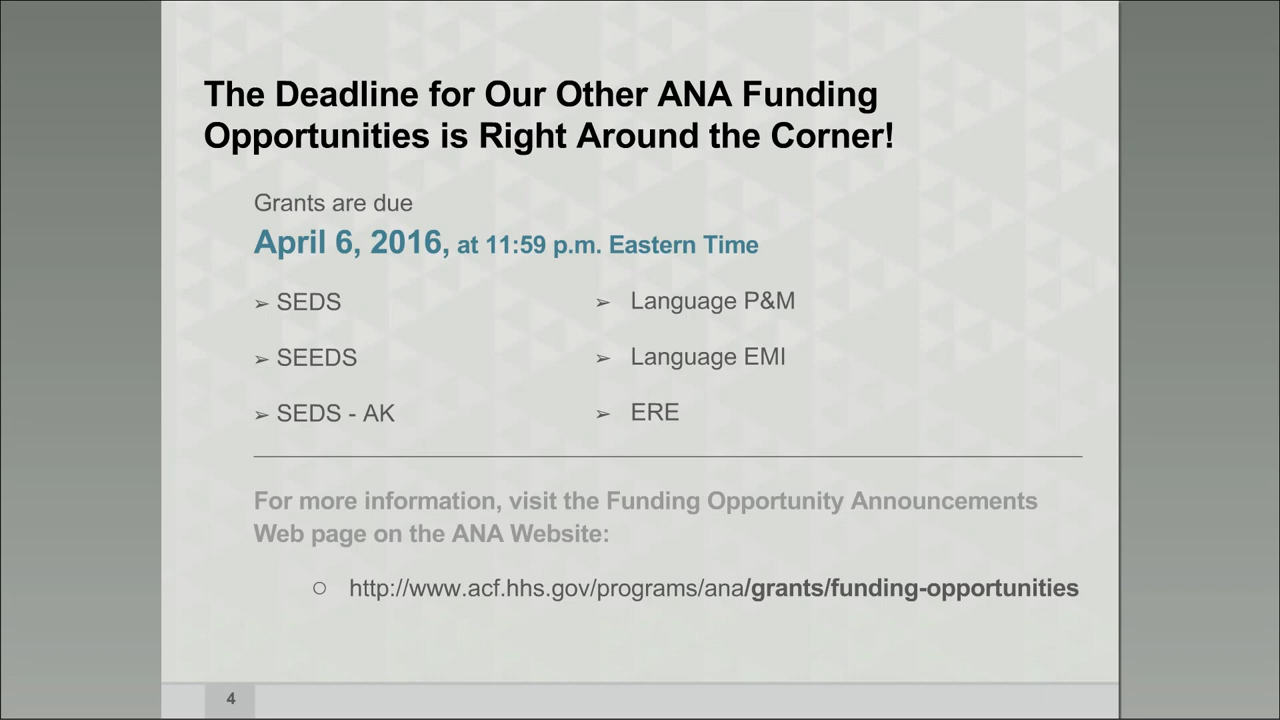 The Deadline for Our Other ANA Funding
Opportunities is Right Around the Corner!
Grants are due
April 6, 2016, at 11:59 p.m. Eastern Time
➢ SEDS
➢ SEEDS
➢ SEDS - AK
➢ Language P&M
➢ Language EMI
➢ ERE
For more information, visit the Funding Opportunity Announcements
Web page on the ANA Website:
○ http://www.acf.hhs.gov/programs/ana/grants/funding-opportunities
4